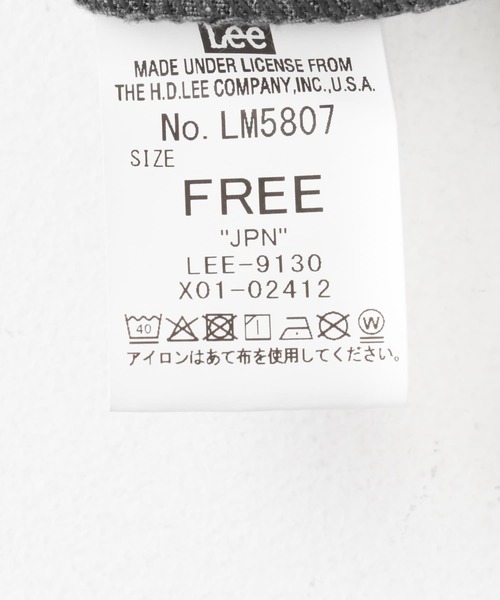 Lee
MADE UNDER LICENSE FROM
THE H.D.LEE COMPANY,INC.,U.S.A.
No. LM5807
SIZE
FREE
"JPN"
LEE-9130
X01-02412
40 W
アイロンはあて布を使用してください。